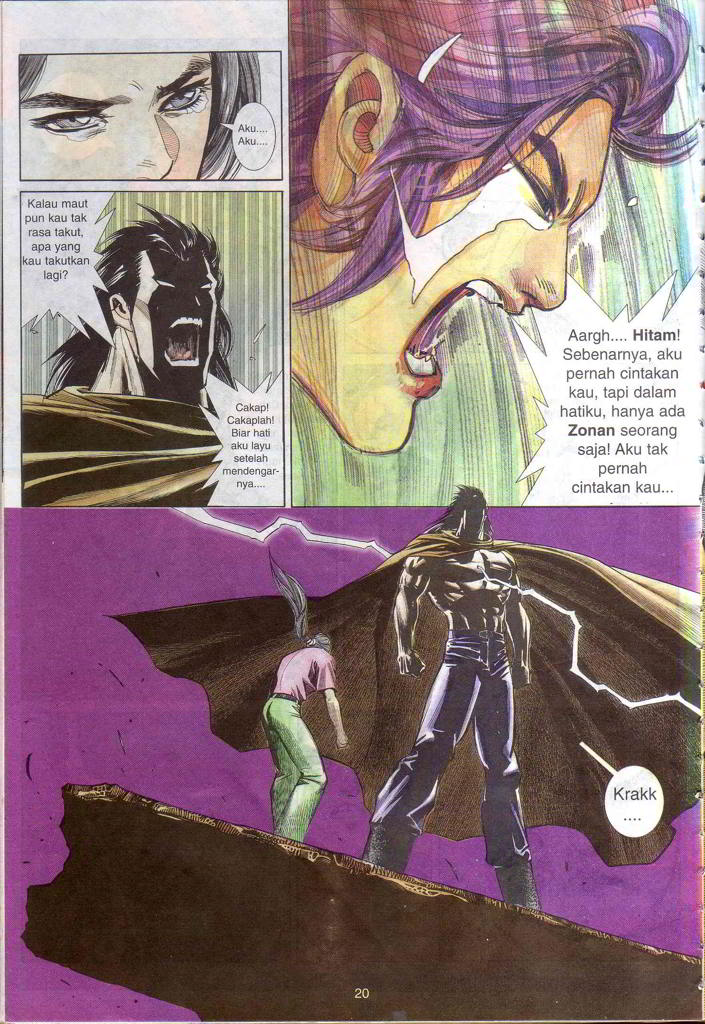 Aku....
Aku....
Kalau maut
pun kau tak
rasa takut,
apa yang
kau takutkan
lagi?
Cakap!
Cakaplah!
Biar hati
aku layu
setelah
mendengar-
nya....
Aargh.... Hitam!
Sebenarnya, aku
pernah cintakan
kau, tapi dalam
hatiku, hanya ada
Zonan seorang
saja! Aku tak
pernah
cintakan kau...
Krakk
....
20